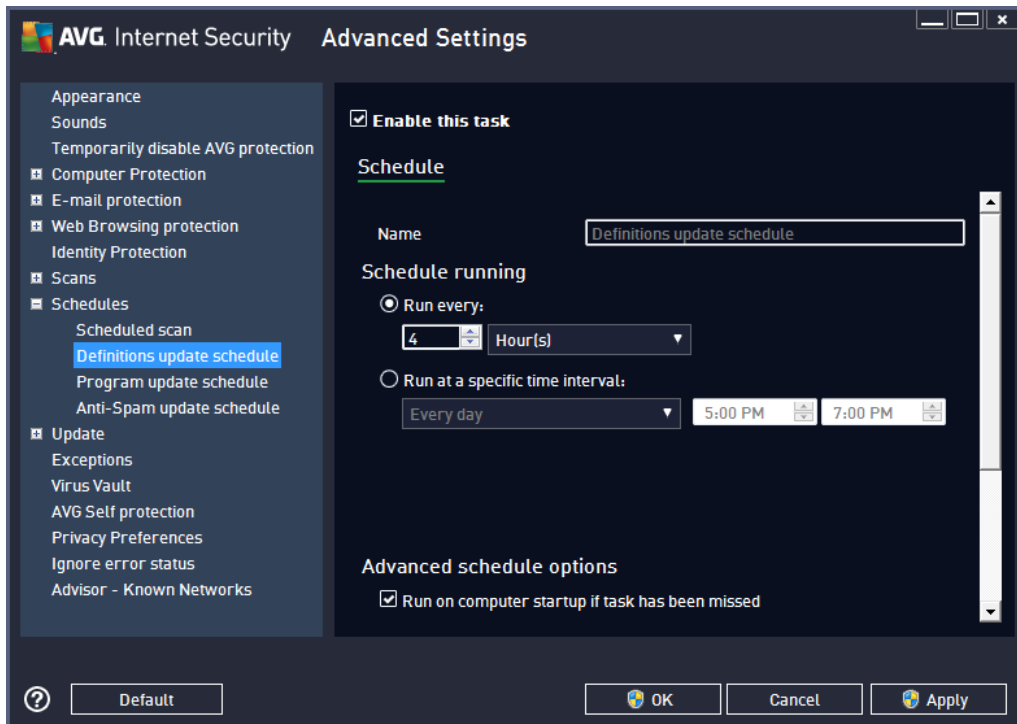 AVG. Internet Security Advanced Settings
Appearance
Sounds
Temporarily disable AVG protection
Computer Protection
E-mail protection
Web Browsing protection
Identity Protection
Scans
Schedules
Scheduled scan
Definitions update schedule
Program update schedule
Anti-Spam update schedule
Update
Exceptions
Virus Vault
AVG Self protection
Privacy Preferences
Ignore error status
Advisor - Known Networks
Enable this task
Schedule
Name Definitions update schedule
Schedule running
Run every:
4 Hour(s)
Run at a specific time interval:
Every day 5:00 PM 7:00 PM
Advanced schedule options
Run on computer startup if task has been missed
? Default OK Cancel Apply